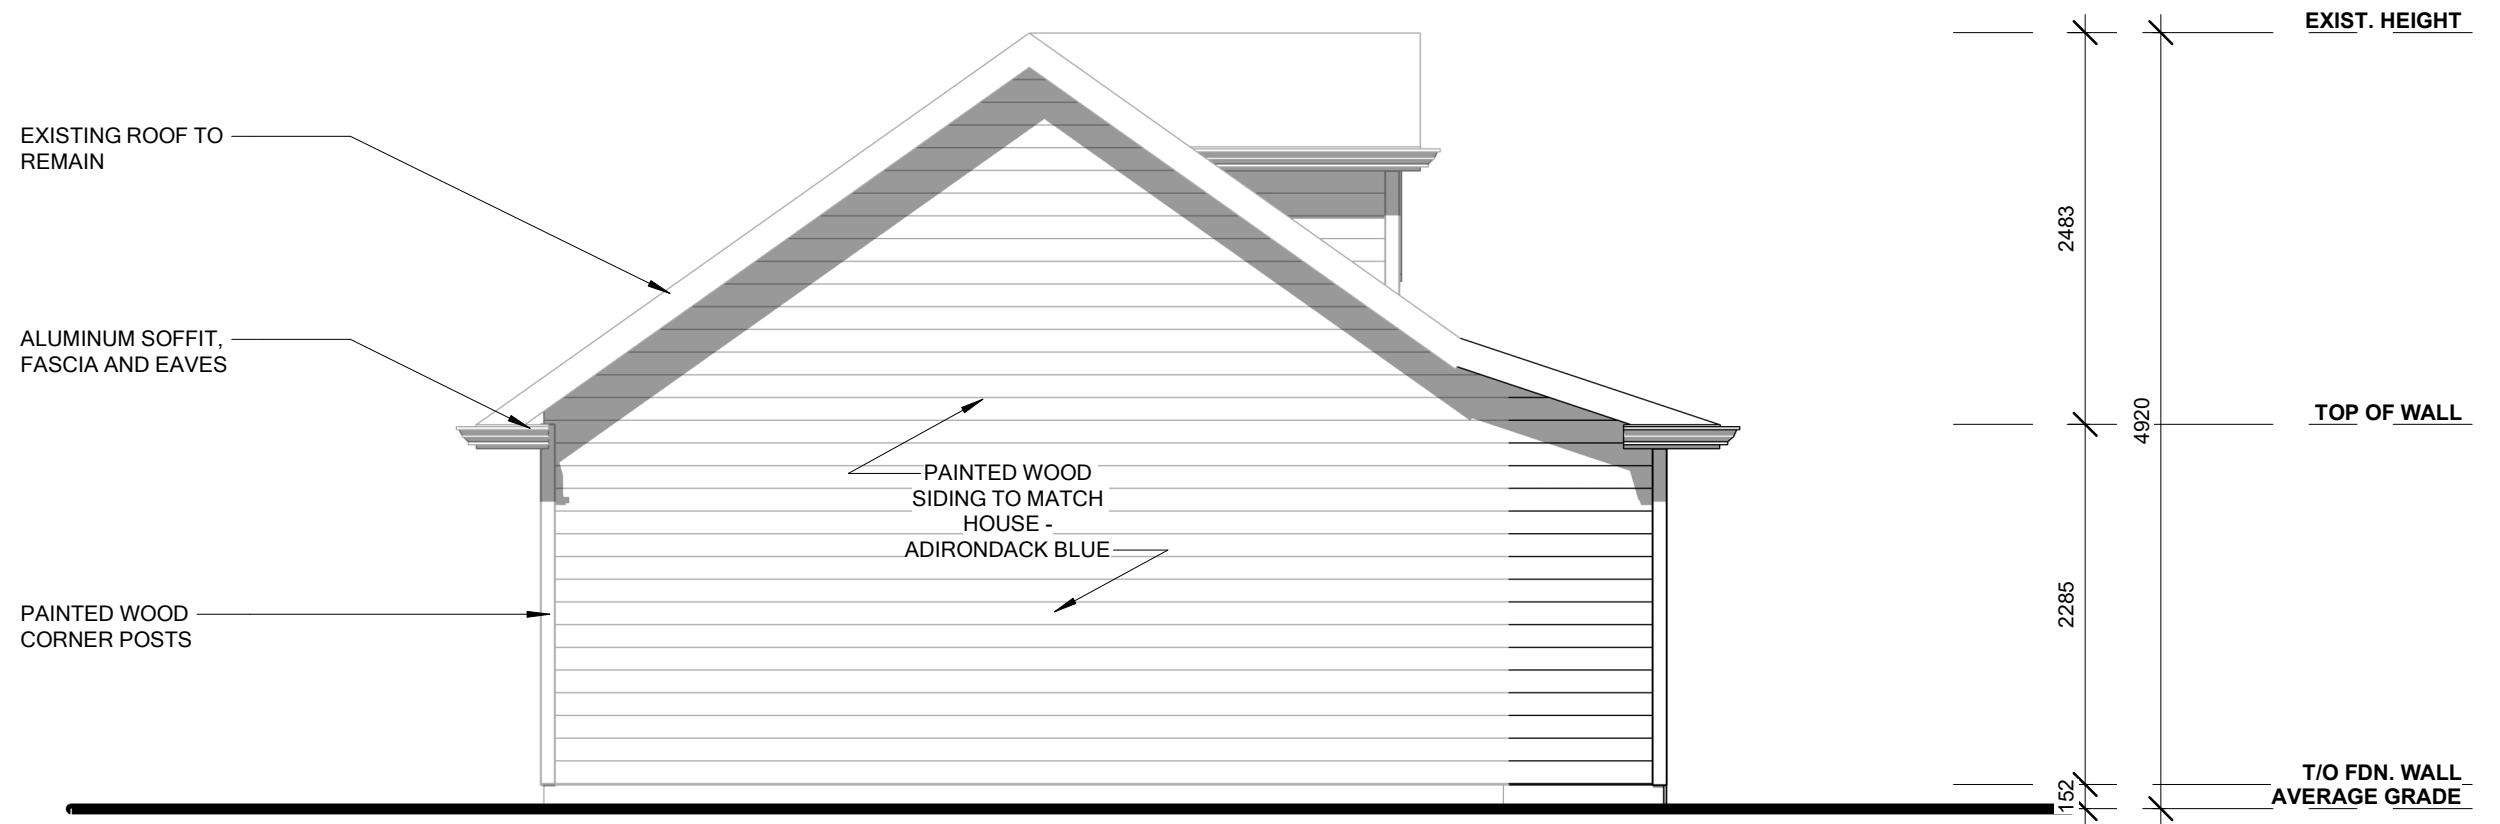 EXIST. HEIGHT
EXISTING ROOF TO
REMAIN
2483
ALUMINUM SOFFIT,
FASCIA AND EAVES
TOP OF WALL
4920
PAINTED WOOD
SIDING TO MATCH
HOUSE -
ADIRONDACK BLUE
2285
PAINTED WOOD
CORNER POSTS
T/O FDN. WALL
152
AVERAGE GRADE